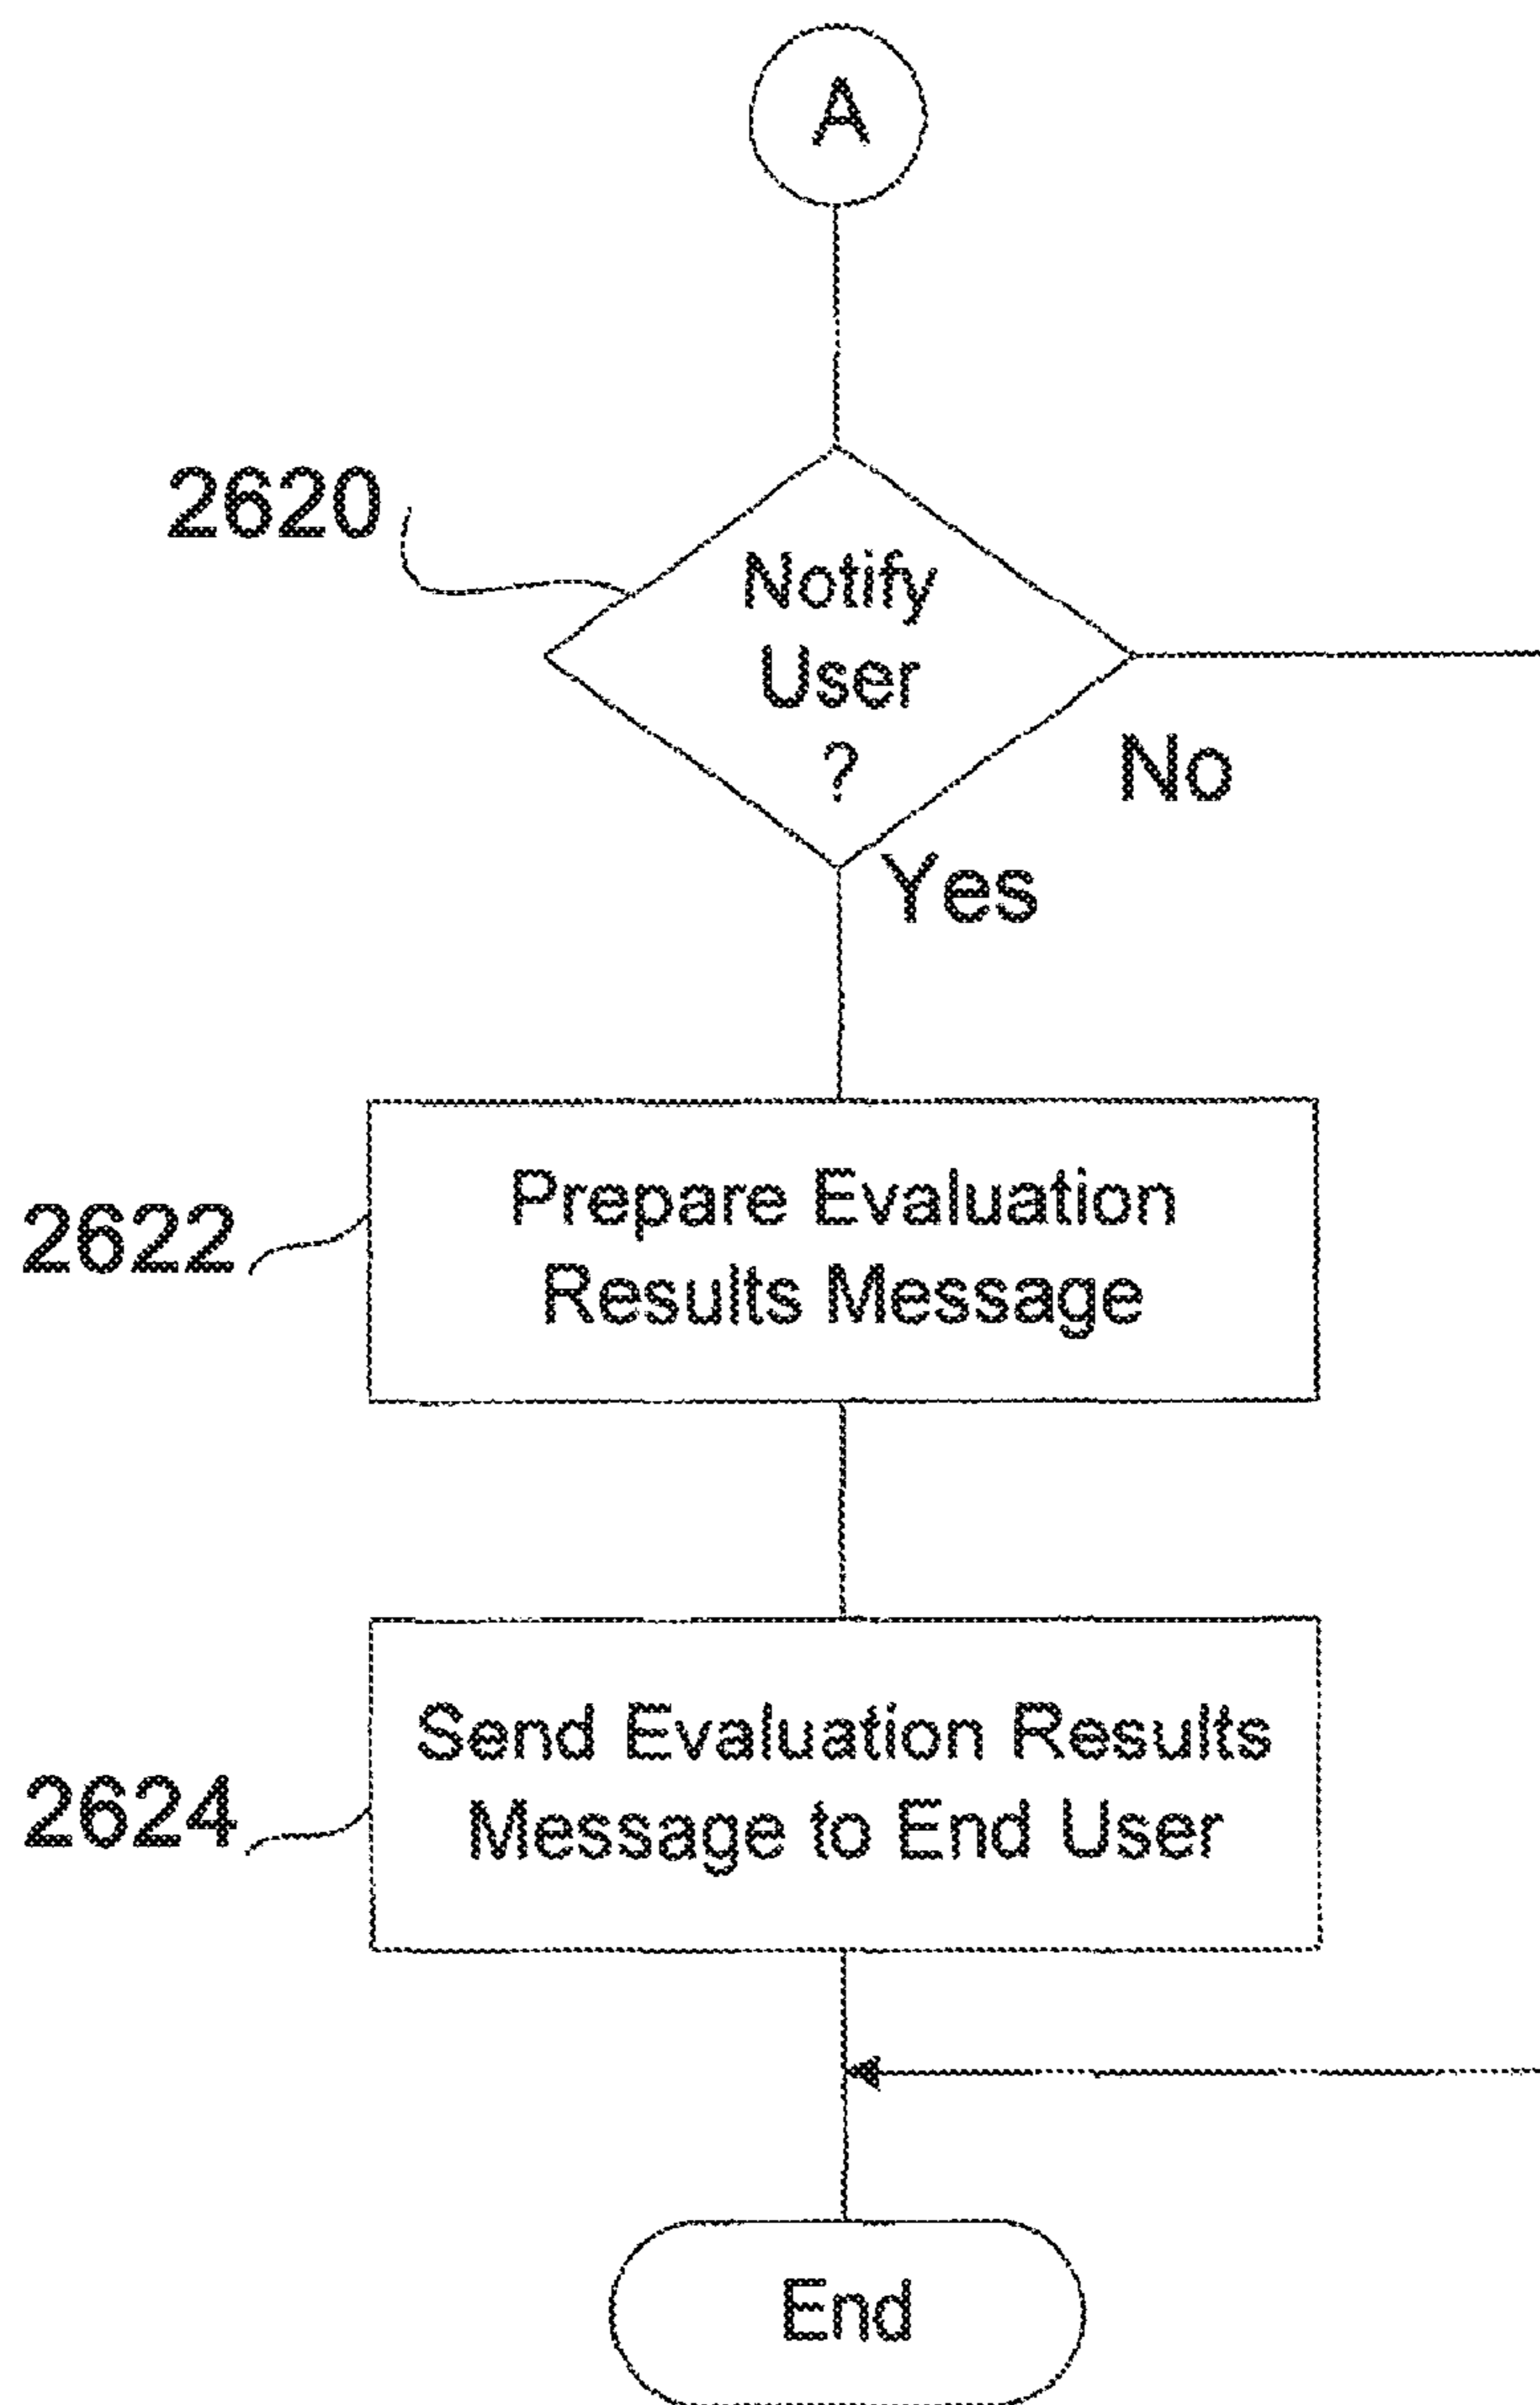 A
2620
Notify
User
?
No
Yes
2622
Prepare Evaluation
Results Message
2624
Send Evaluation Results
Message to End User
End